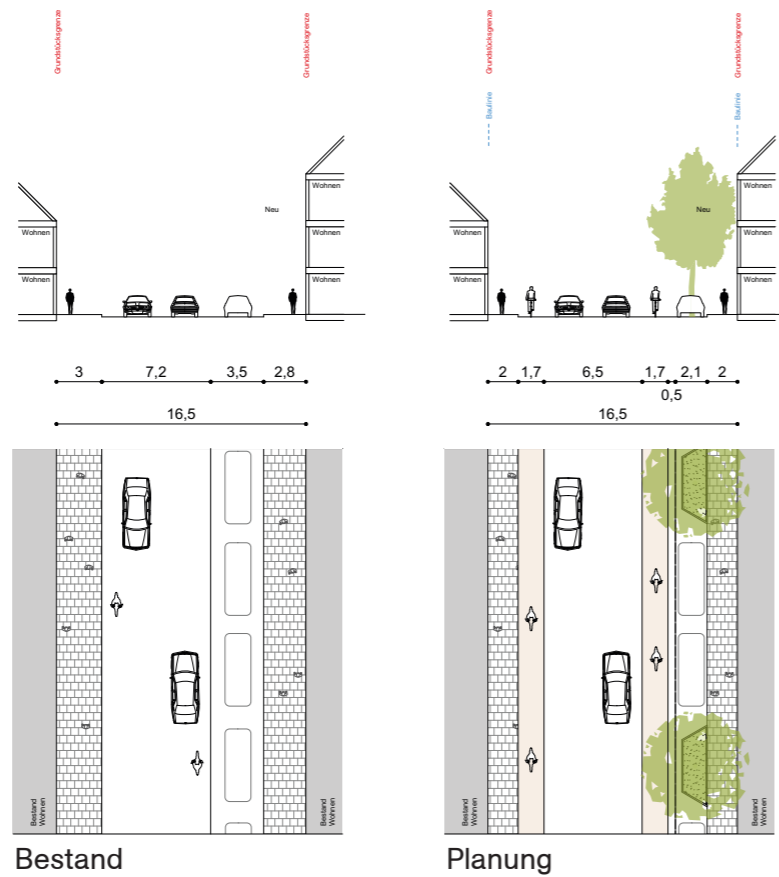 Grundstücksgrenze
Grundstücksgrenze
Wohnen
Neu
Wohnen
Wohnen
Wohnen
Wohnen
3
7,2
3,5
2,8
16,5
Bestand
Wohnen
Bestand
Wohnen
Bestand
Grundstücksgrenze
Grundstücksgrenze
Baulinie
Baulinie
Wohnen
Neu
Wohnen
Wohnen
Wohnen
Wohnen
2
1,7
6,5
1,7
2,1
2
0,5
16,5
Bestand
Wohnen
Bestand
Wohnen
Planung